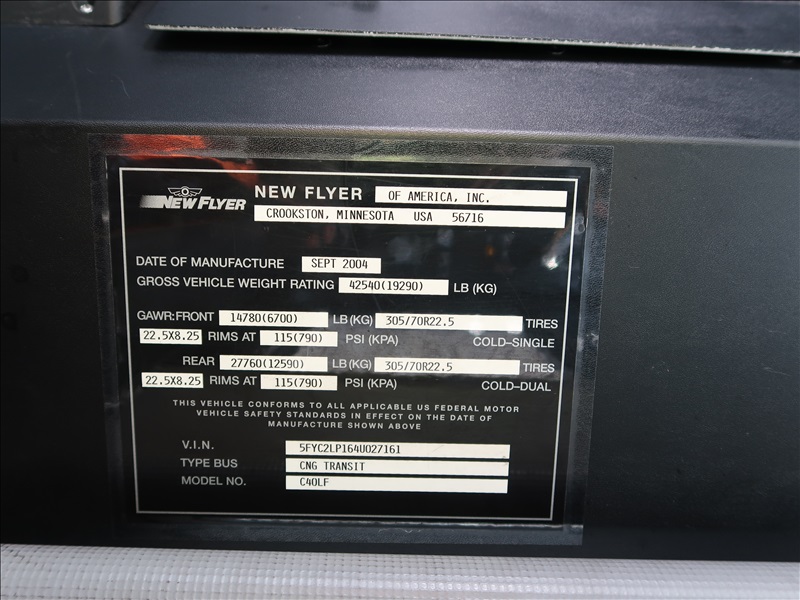 NEW FLYER NEW FLYER OF AMERICA, INC.
CROOKSTON, MINNESOTA USA 56716
DATE OF MANUFACTURE SEPT 2004
GROSS VEHICLE WEIGHT RATING 42540(19290) LB (KG)
GAWR:FRONT 14780(6700) LB(KG) 305/70R22.5 TIRES
22.5X8.25 RIMS AT 115(790) PSI (KPA) COLD-SINGLE
REAR 27760(12590) LB(KG) 305/70R22.5 TIRES
22.5X8.25 RIMS AT 115(790) PSI (KPA) COLD-DUAL
THIS VEHICLE CONFORMS TO ALL APPLICABLE US FEDERAL MOTOR
VEHICLE SAFETY STANDARDS IN EFFECT ON THE DATE OF
MANUFACTURE SHOWN ABOVE
V.I.N. 5FYC2LP164U027161
TYPE BUS CNG TRANSIT
MODEL NO. C40LF